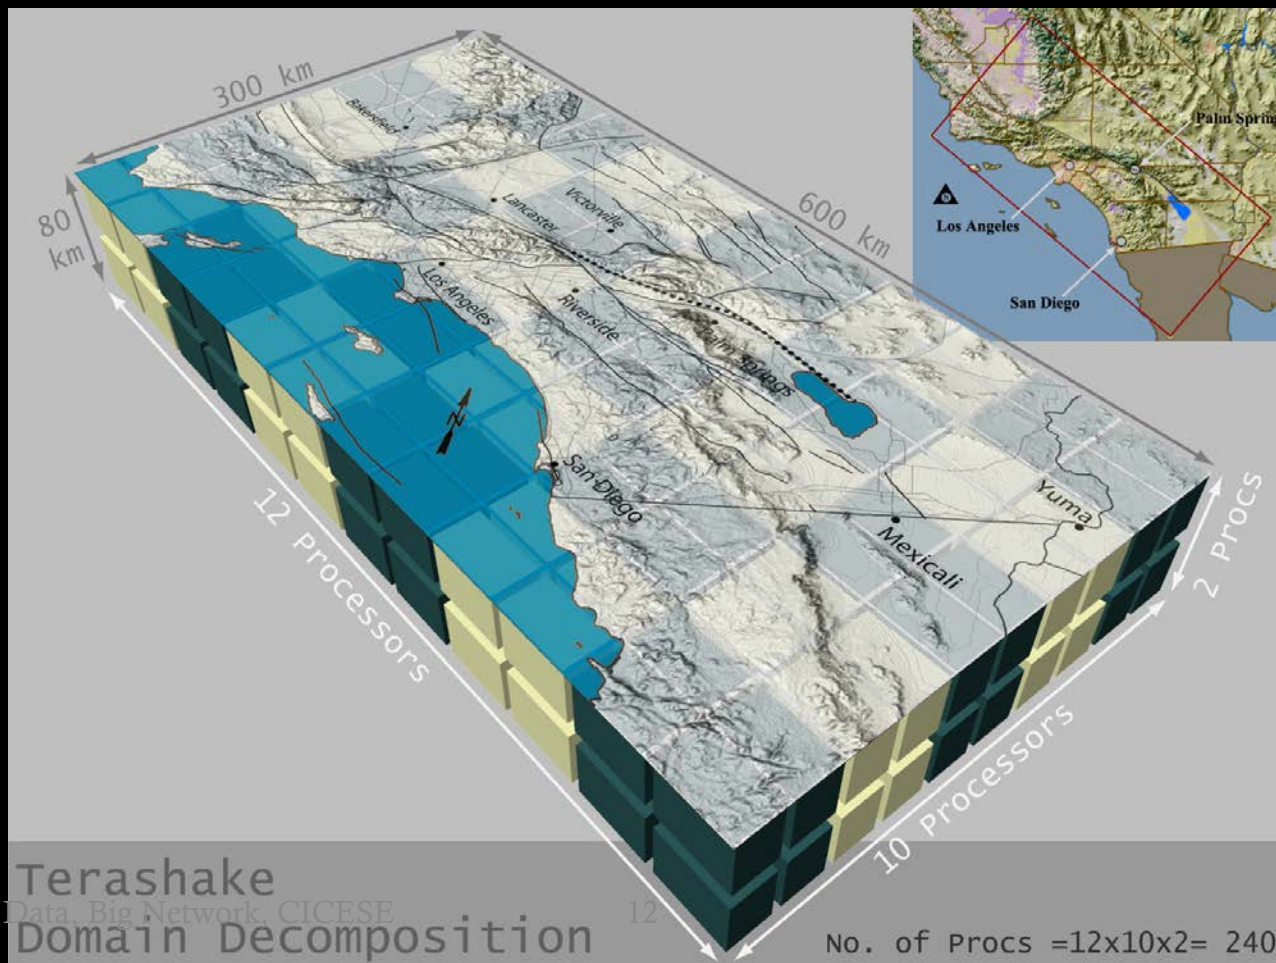 300 km
80
km
600 km
Bakersfield
Lancaster
Victorville
Los Angeles
Riverside
Palm Springs
San Diego
Mexicali
Yuma
N
12 Processors
10 Processors
2 Procs
N
Palm Spring
Los Angeles
San Diego
Terashake
Data, Big Network, CICESE 12
Domain Decomposition
No. of Procs =12x10x2= 240